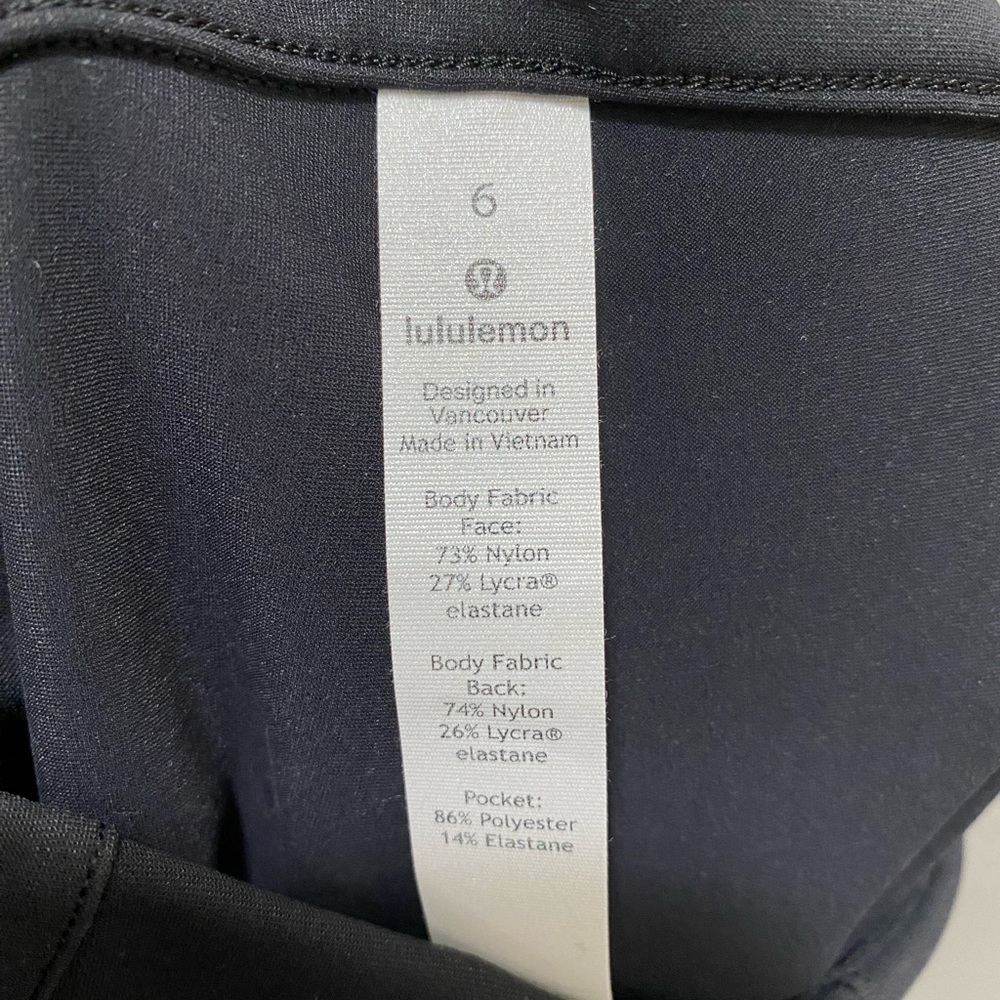 6
lululemon
Designed in
Vancouver
Made in Vietnam
Body Fabric
Face:
73% Nylon
27% Lycra®
elastane
Body Fabric
Back:
74% Nylon
26% Lycra®
elastane
Pocket:
86% Polyester
14% Elastane